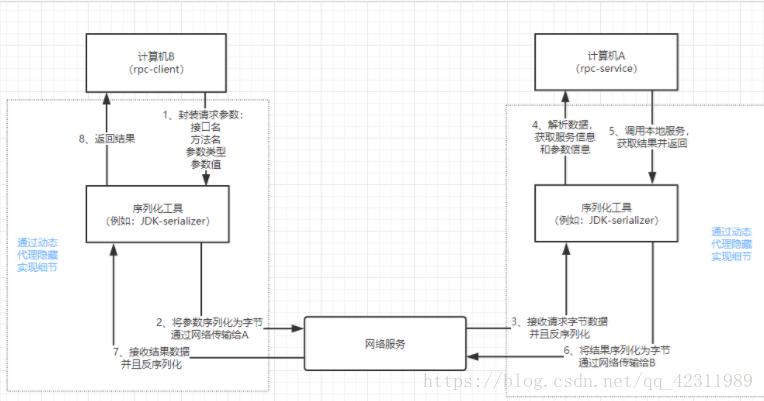 计算机B
（rpc-client）
计算机A
（rpc-service）
8、返回结果
1、封装请求参数：
接口名
方法名
参数类型
参数值
4、解析数据，
获取服务信息
和参数信息
5、调用本地服务，
获取结果并返回
序列化工具
（例如：JDK-serializer）
序列化工具
（例如：JDK-serializer）
通过动态
代理隐藏
实现细节
通过动态
代理隐藏
实现细节
2、将参数序列化为字节
通过网络传输给A
网络服务
3、接收请求字节数据
并且反序列化
7、接收结果数据
并且反序列化
6、将结果序列化为字节
通过网络传输给B
https://blog.csdn.net/qq_42311989